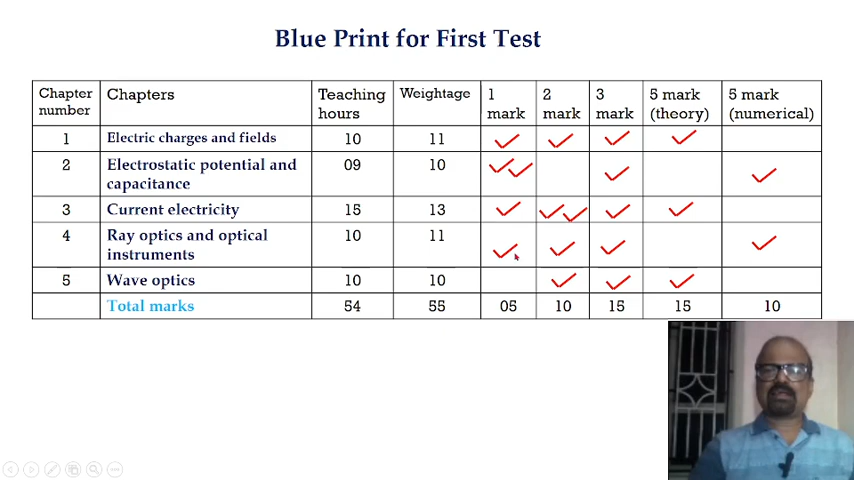 Blue Print for First Test
Chapter number | Chapters | Teaching hours | Weightage | 1 mark | 2 mark | 3 mark | 5 mark (theory) | 5 mark (numerical)
1 | Electric charges and fields | 10 | 11 | ✓ | ✓ | ✓ | ✓ |
2 | Electrostatic potential and capacitance | 09 | 10 | ✓✓ | | ✓ | | ✓
3 | Current electricity | 15 | 13 | ✓ | ✓✓ | ✓ | ✓ |
4 | Ray optics and optical instruments | 10 | 11 | ✓ | ✓ | ✓ | | ✓
5 | Wave optics | 10 | 10 | | ✓ | ✓ | ✓ |
Total marks | 54 | 55 | 05 | 10 | 15 | 15 | 10